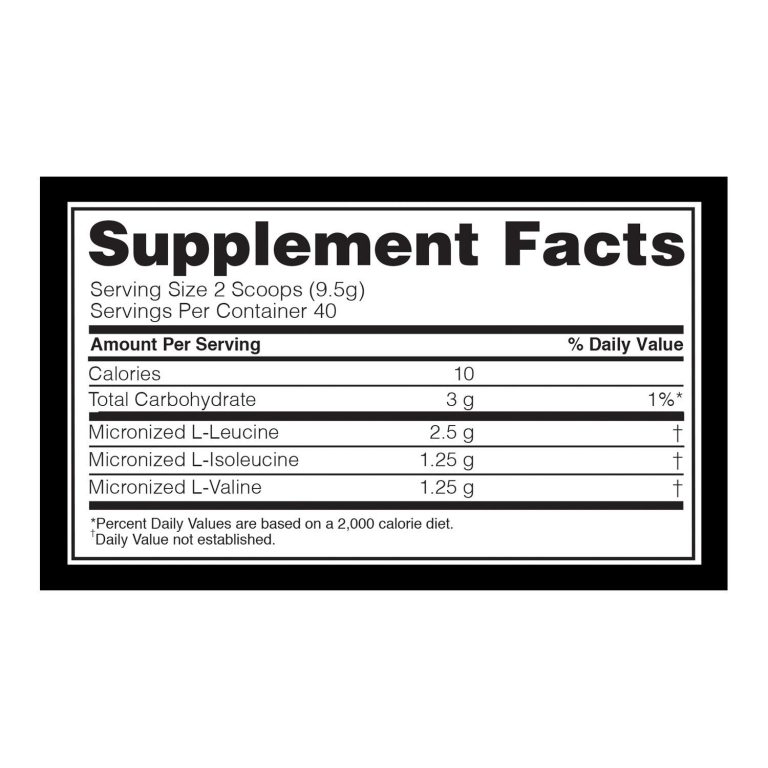 Supplement Facts
Serving Size 2 Scoops (9.5g)
Servings Per Container 40
Amount Per Serving % Daily Value
Calories 10
Total Carbohydrate 3 g 1%*
Micronized L-Leucine 2.5 g †
Micronized L-Isoleucine 1.25 g †
Micronized L-Valine 1.25 g †
*Percent Daily Values are based on a 2,000 calorie diet.
†Daily Value not established.